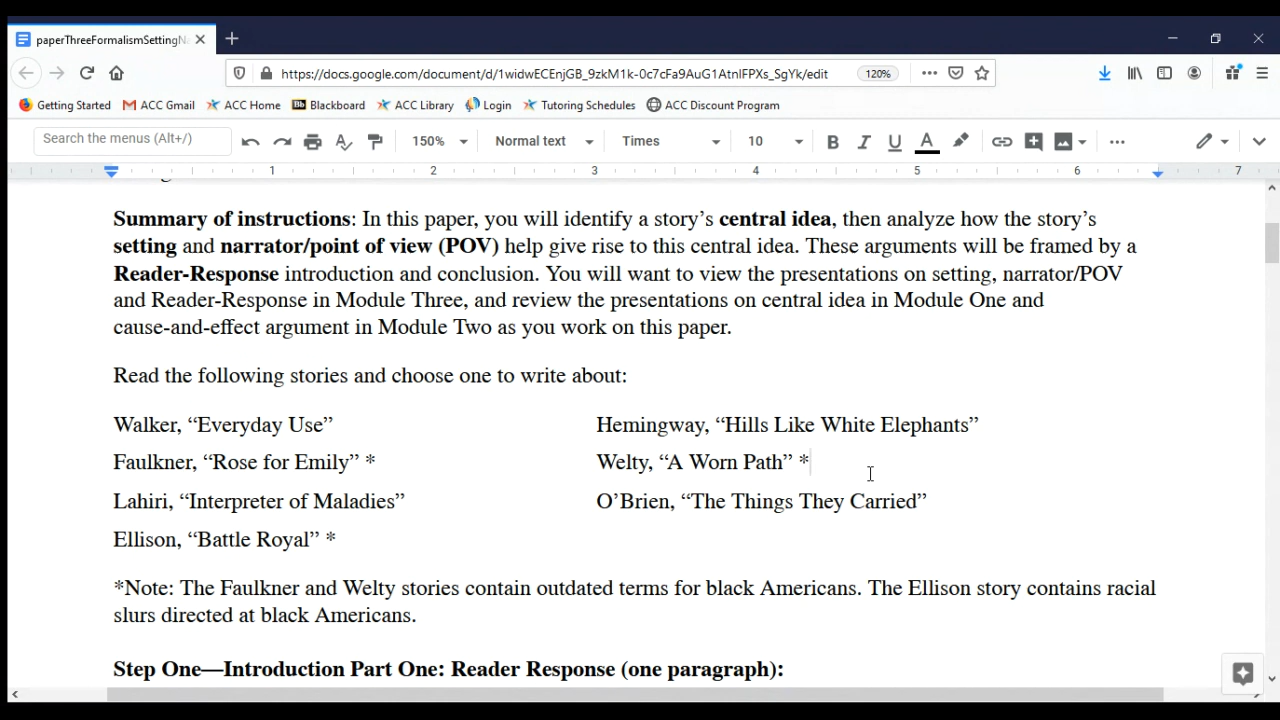 paperThreeFormalismSettingN
https://docs.google.com/document/d/1widwECEnjGB_9zkM1k-0c7cFa9AuG1AtnlFPXs_SgYk/edit 120%
Getting Started ACC Gmail ACC Home Bb Blackboard ACC Library Login Tutoring Schedules ACC Discount Program
Search the menus (Alt+/) 150% Normal text Times 10 B I U A
1 2 3 4 5 6 7
Summary of instructions: In this paper, you will identify a story’s central idea, then analyze how the story’s
setting and narrator/point of view (POV) help give rise to this central idea. These arguments will be framed by a
Reader-Response introduction and conclusion. You will want to view the presentations on setting, narrator/POV
and Reader-Response in Module Three, and review the presentations on central idea in Module One and
cause-and-effect argument in Module Two as you work on this paper.
Read the following stories and choose one to write about:
Walker, “Everyday Use” Hemingway, “Hills Like White Elephants”
Faulkner, “Rose for Emily” * Welty, “A Worn Path” *
Lahiri, “Interpreter of Maladies” O’Brien, “The Things They Carried”
Ellison, “Battle Royal” *
*Note: The Faulkner and Welty stories contain outdated terms for black Americans. The Ellison story contains racial
slurs directed at black Americans.
Step One—Introduction Part One: Reader Response (one paragraph):